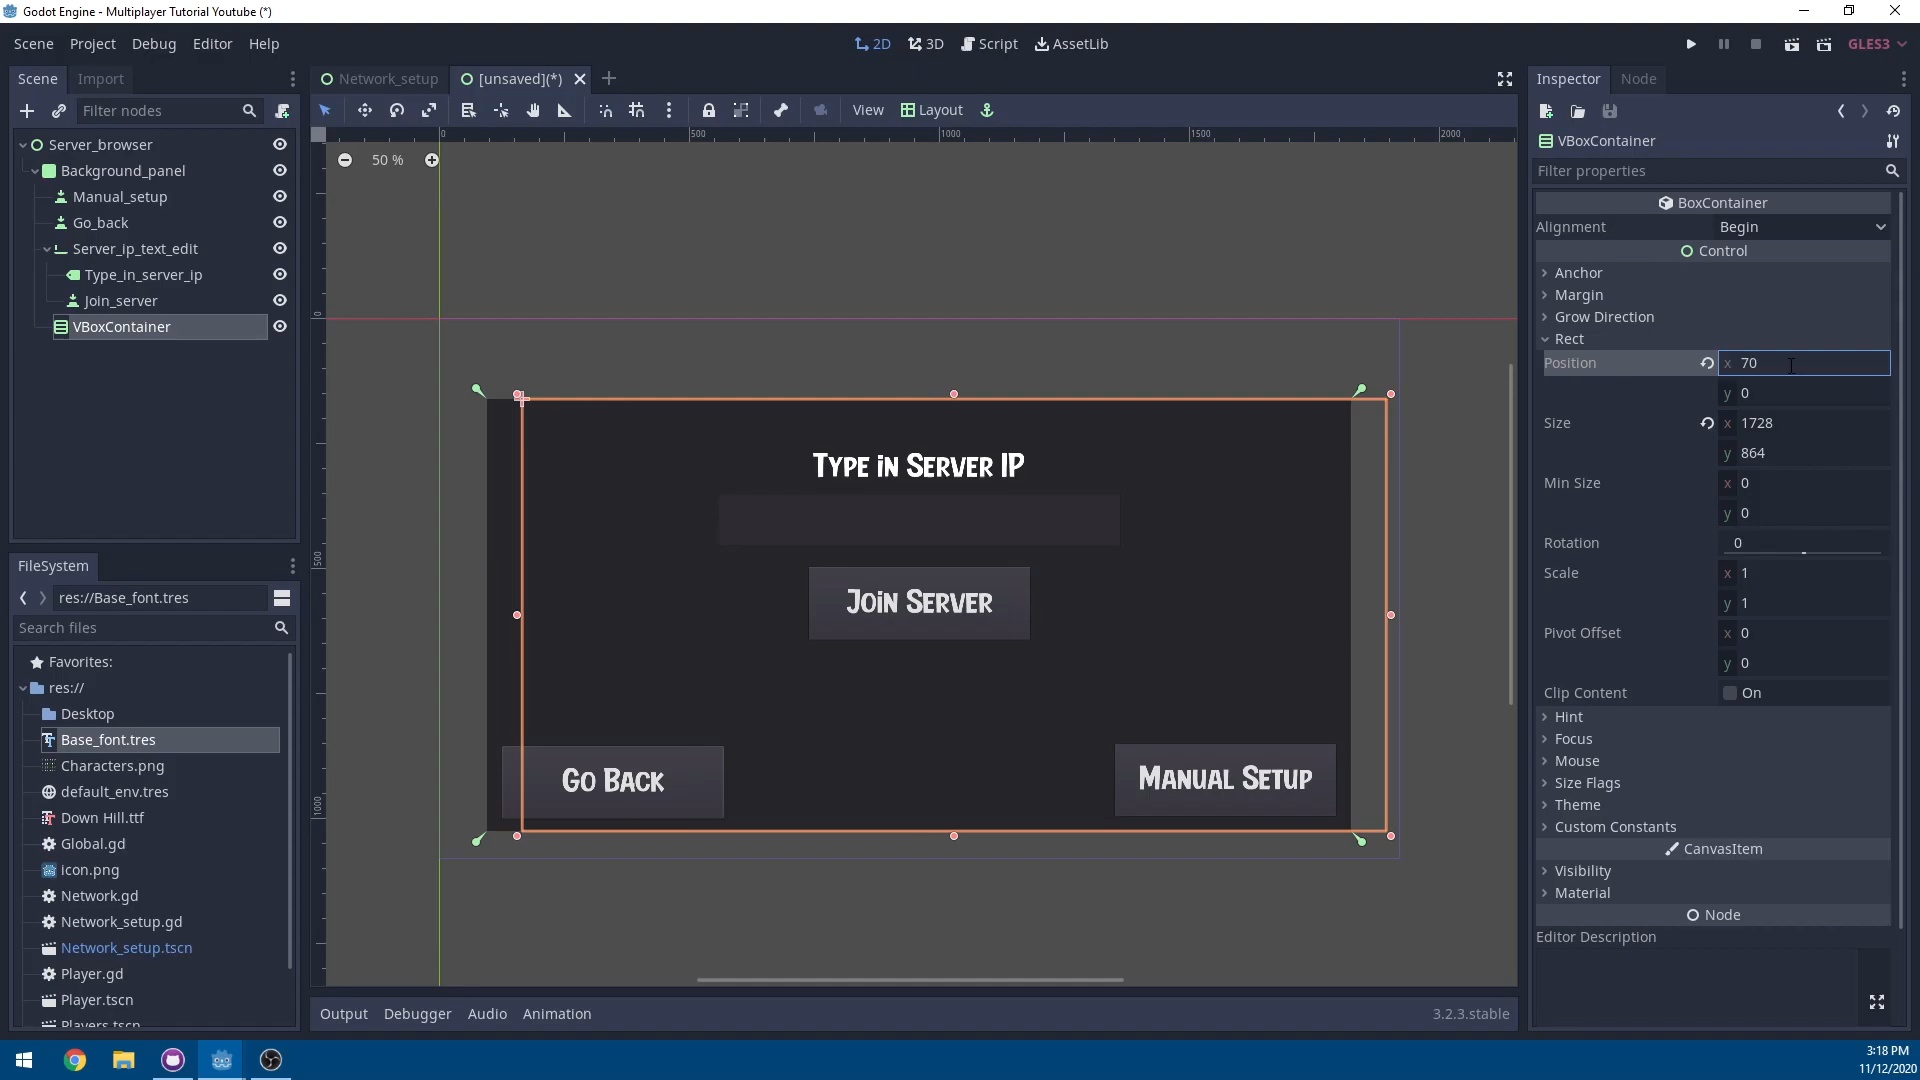 Godot Engine - Multiplayer Tutorial Youtube (*)
Scene Project Debug Editor Help
2D 3D Script AssetLib
GLES3
Scene Import
Network_setup [unsaved](*)
Inspector Node
Filter nodes
View Layout
VBoxContainer
Filter properties
Server_browser
Background_panel
Manual_setup
Go_back
Server_ip_text_edit
Type_in_server_ip
Join_server
VBoxContainer
0 500 1000 1500 2000
50 %
0
500
1000
Type in Server IP
Join Server
Go Back
Manual Setup
BoxContainer
Alignment Begin
Control
Anchor
Margin
Grow Direction
Rect
Position x 70
y 0
Size x 1728
y 864
Min Size x 0
y 0
Rotation 0
Scale x 1
y 1
Pivot Offset x 0
y 0
Clip Content On
Hint
Focus
Mouse
Size Flags
Theme
Custom Constants
CanvasItem
Visibility
Material
Node
Editor Description
FileSystem
res://Base_font.tres
Search files
Favorites:
res://
Desktop
Base_font.tres
Characters.png
default_env.tres
Down Hill.ttf
Global.gd
icon.png
Network.gd
Network_setup.gd
Network_setup.tscn
Player.gd
Player.tscn
Players.tscn
Output Debugger Audio Animation
3.2.3.stable
3:18 PM
11/12/2020